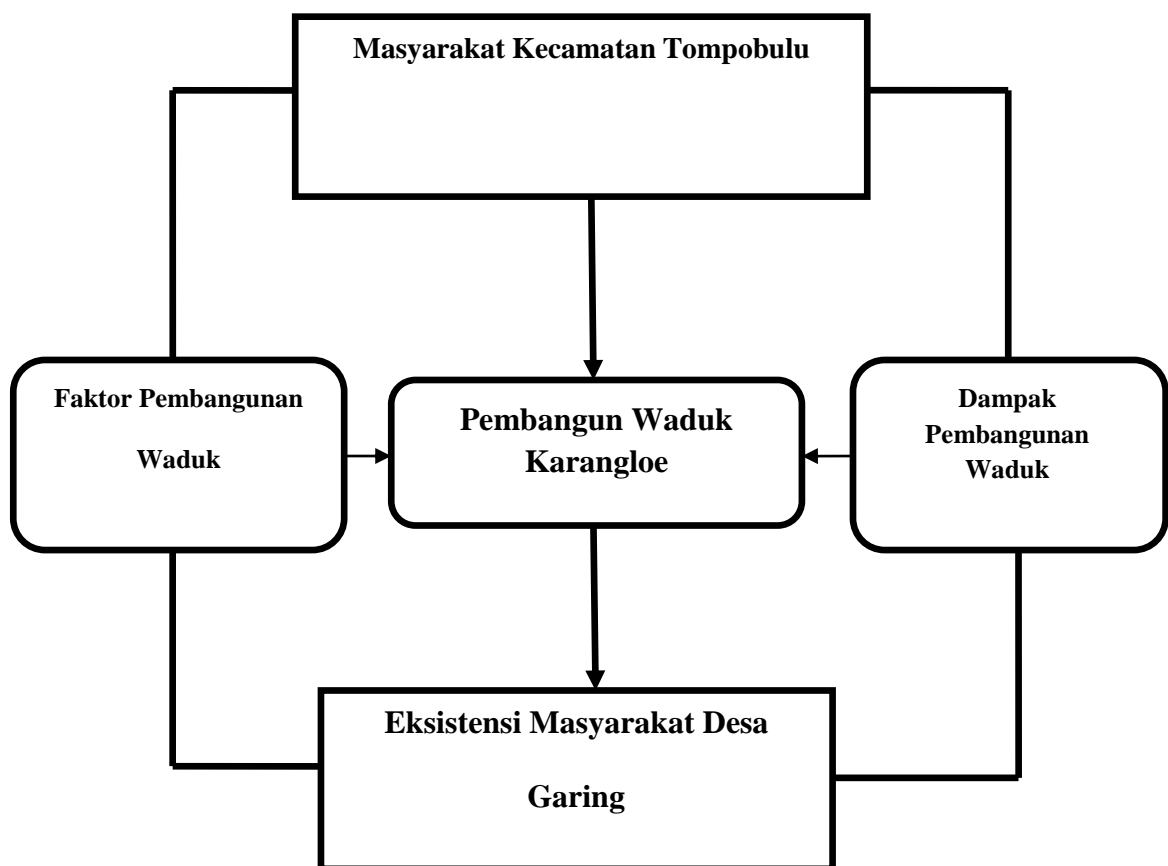 Masyarakat Kecamatan Tompobulu
Faktor Pembangunan
Waduk
Pembangun Waduk
Karangloe
Dampak
Pembangunan
Waduk
Eksistensi Masyarakat Desa
Garing